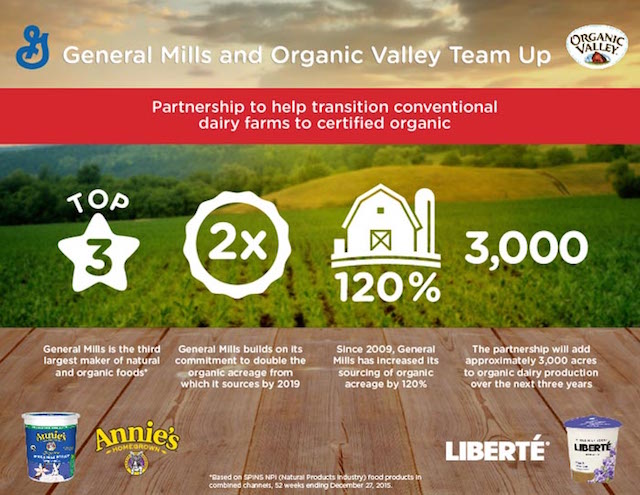 General Mills and Organic Valley Team Up
ORGANIC
VALLEY
Partnership to help transition conventional
dairy farms to certified organic
TOP
3
2x
120%
3,000
General Mills is the third
largest maker of natural
and organic foods*
General Mills builds on its
commitment to double the
organic acreage from
which it sources by 2019
Since 2009, General
Mills has increased its
sourcing of organic
acreage by 120%
The partnership will add
approximately 3,000 acres
to organic dairy production
over the next three years
Annie's
Annie's
HOMEGROWN
LIBERTÉ®
LIBERTÉ
*Based on SPINS NPI (Natural Products Industry) food products in
combined channels, 52 weeks ending December 27, 2015.